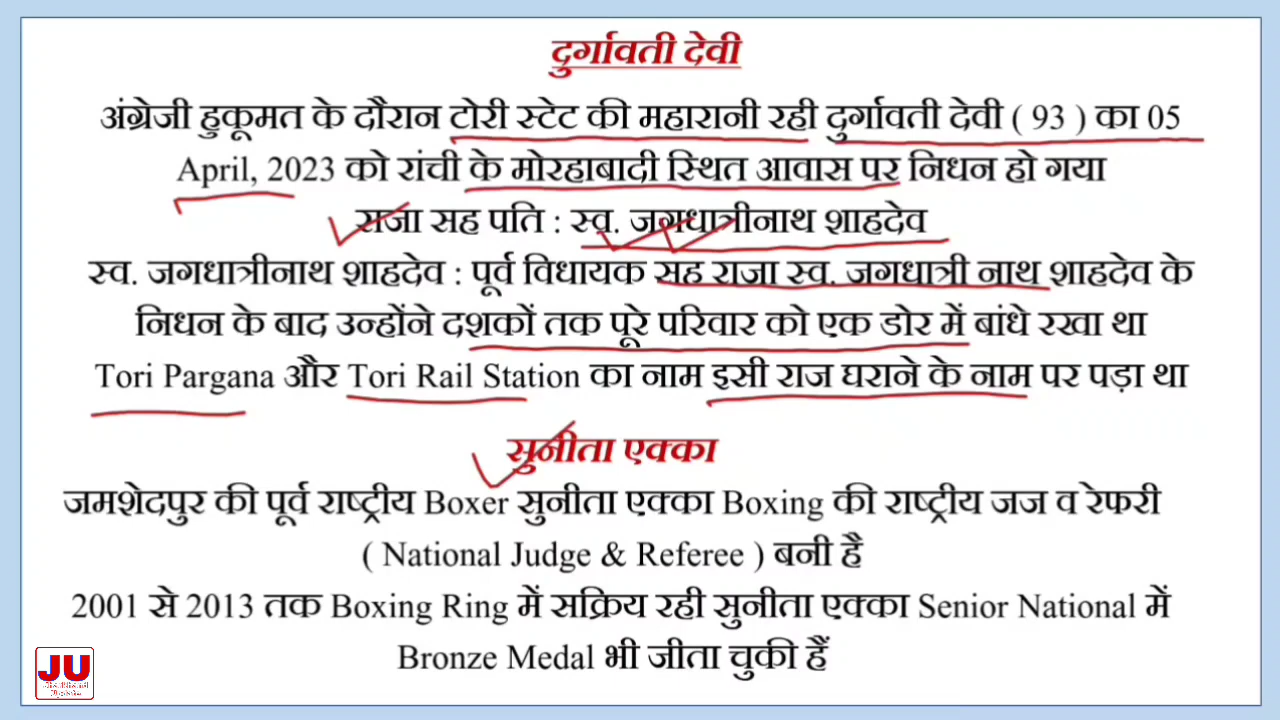 दुर्गावती देवी
अंग्रेजी हुकूमत के दौरान टोरी स्टेट की महारानी रही दुर्गावती देवी ( 93 ) का 05
April, 2023 को रांची के मोरहाबादी स्थित आवास पर निधन हो गया
राजा सह पति : स्व. जगधात्रीनाथ शाहदेव
स्व. जगधात्रीनाथ शाहदेव : पूर्व विधायक सह राजा स्व. जगधात्री नाथ शाहदेव के
निधन के बाद उन्होंने दशकों तक पूरे परिवार को एक डोर में बांधे रखा था
Tori Pargana और Tori Rail Station का नाम इसी राज घराने के नाम पर पड़ा था
सुनीता एक्का
जमशेदपुर की पूर्व राष्ट्रीय Boxer सुनीता एक्का Boxing की राष्ट्रीय जज व रेफरी
( National Judge & Referee ) बनी है
2001 से 2013 तक Boxing Ring में सक्रिय रही सुनीता एक्का Senior National में
Bronze Medal भी जीता चुकी हैं
JU
Jharkhand
Update